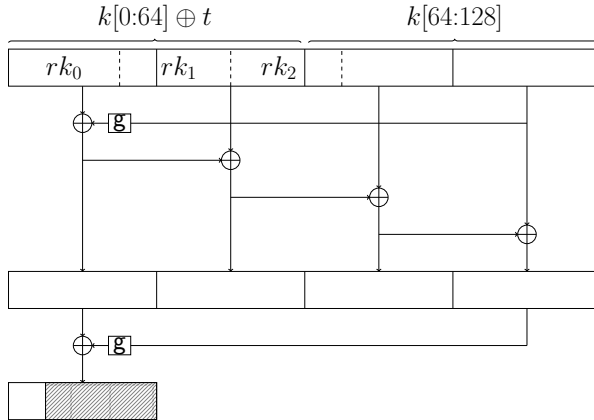 k[0:64] ⊕ t k[64:128]
rk₀ rk₁ rk₂
g
g